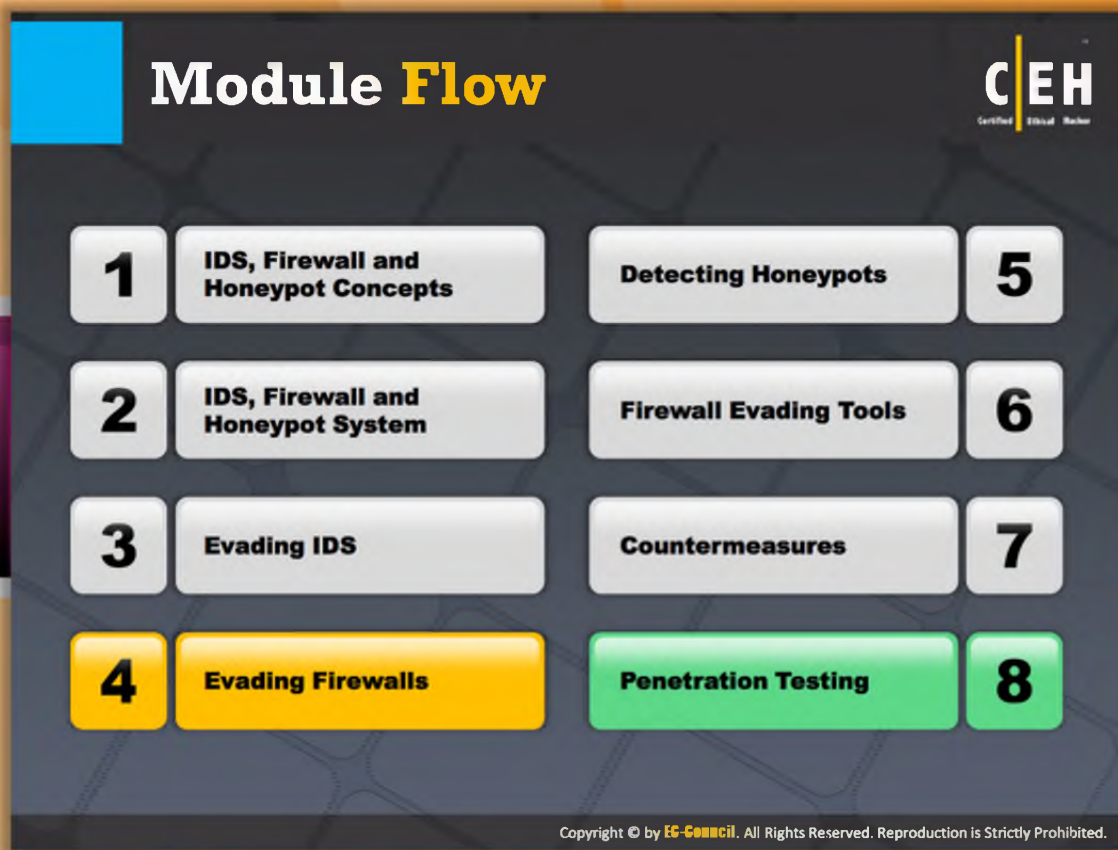 Module Flow
CEH
Certified Ethical Hacker
1
IDS, Firewall and
Honeypot Concepts
2
IDS, Firewall and
Honeypot System
3
Evading IDS
4
Evading Firewalls
Detecting Honeypots
5
Firewall Evading Tools
6
Countermeasures
7
Penetration Testing
8
Copyright © by EC-Council. All Rights Reserved. Reproduction is Strictly Prohibited.